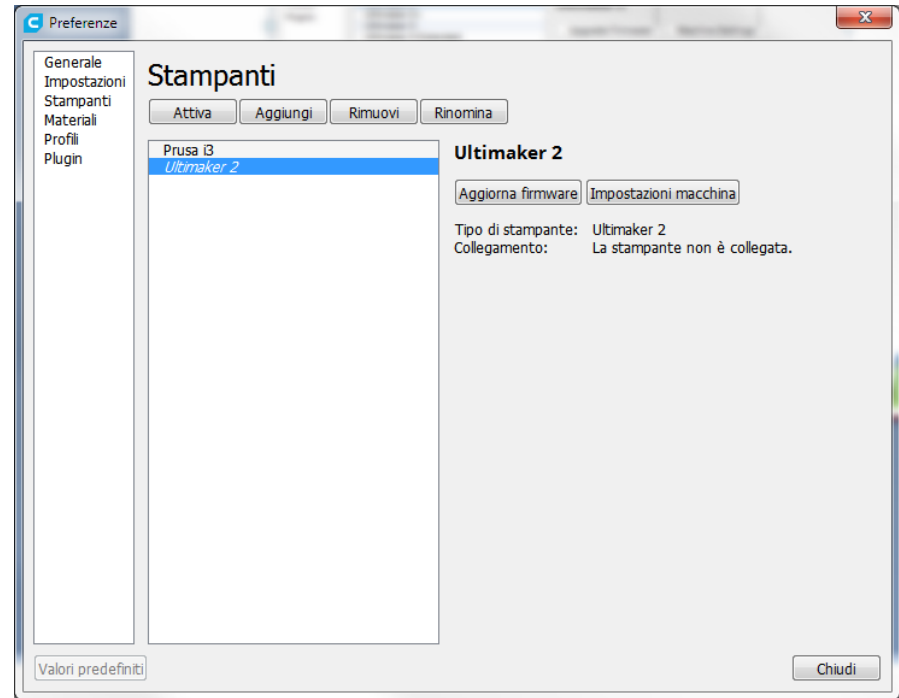 Preferenze
Generale
Impostazioni
Stampanti
Materiali
Profili
Plugin
Stampanti
Attiva Aggiungi Rimuovi Rinomina
Prusa i3
Ultimaker 2
Ultimaker 2
Aggiorna firmware Impostazioni macchina
Tipo di stampante: Ultimaker 2
Collegamento: La stampante non è collegata.
Valori predefiniti
Chiudi